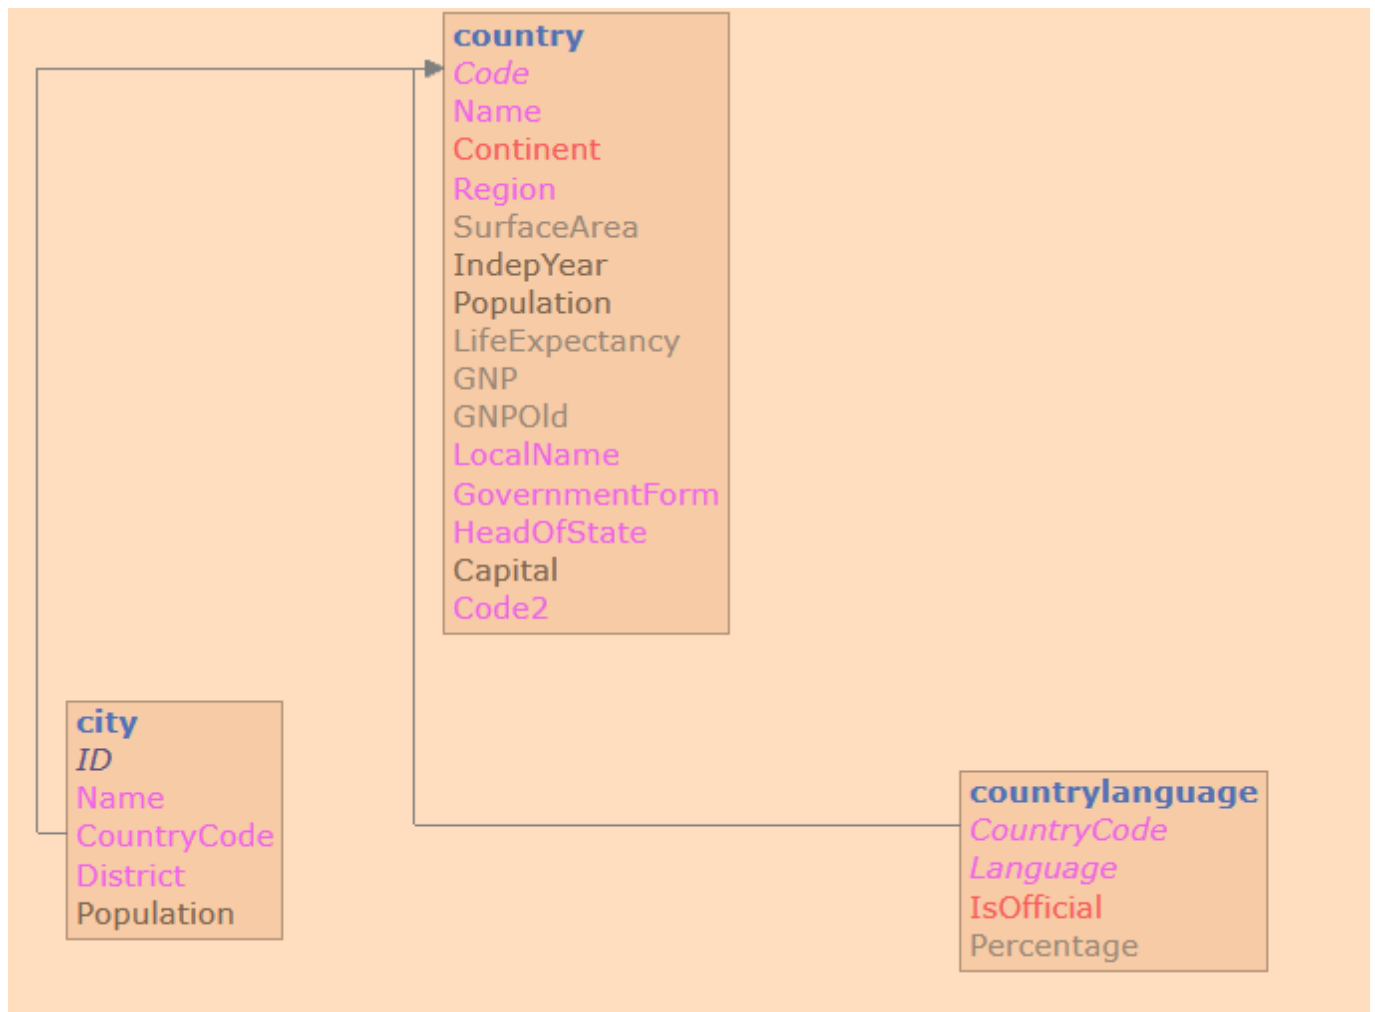 country
Code
Name
Continent
Region
SurfaceArea
IndepYear
Population
LifeExpectancy
GNP
GNPOld
LocalName
GovernmentForm
HeadOfState
Capital
Code2
city
ID
Name
CountryCode
District
Population
countrylanguage
CountryCode
Language
IsOfficial
Percentage